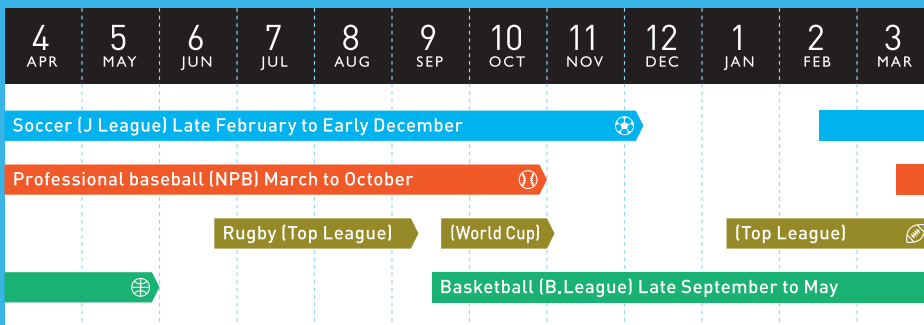 4 5 6 7 8 9 10 11 12 1 2 3
APR MAY JUN JUL AUG SEP OCT NOV DEC JAN FEB MAR
Soccer (J League) Late February to Early December
Professional baseball (NPB) March to October
Rugby (Top League) (World Cup) (Top League)
Basketball (B.League) Late September to May